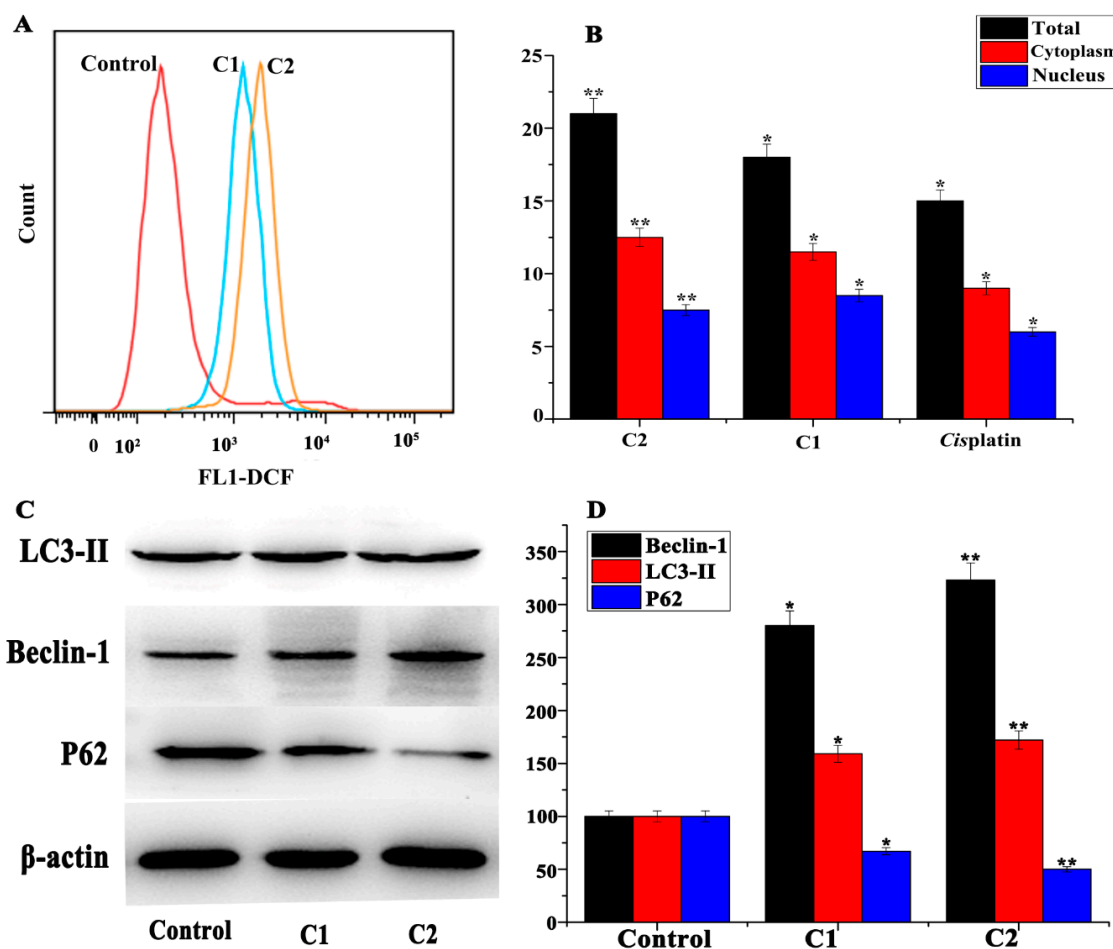 A
Control
C1
C2
Count
0
10²
10³
10⁴
10⁵
FL1-DCF
B
Total
Cytoplasm
Nucleus
25
20
15
10
5
0
**
**
**
*
*
*
*
*
*
C2
C1
Cisplatin
C
LC3-II
Beclin-1
P62
β-actin
Control
C1
C2
D
Beclin-1
LC3-II
P62
350
300
250
200
150
100
50
0
*
*
*
**
**
**
Control
C1
C2